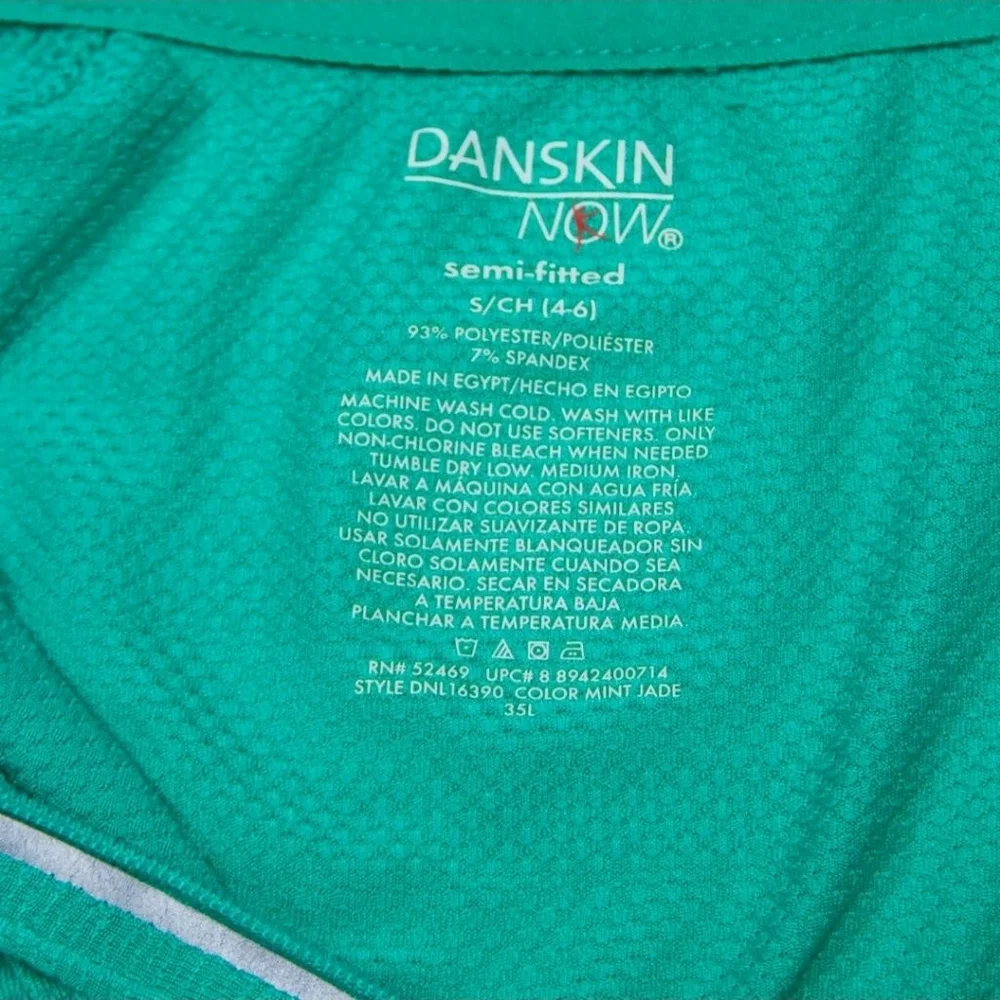 DANSKIN
NOW®
semi-fitted
S/CH (4-6)
93% POLYESTER/POLIÉSTER
7% SPANDEX
MADE IN EGYPT/HECHO EN EGIPTO
MACHINE WASH COLD. WASH WITH LIKE
COLORS. DO NOT USE SOFTENERS. ONLY
NON-CHLORINE BLEACH WHEN NEEDED
TUMBLE DRY LOW. MEDIUM IRON.
LAVAR A MÁQUINA CON AGUA FRÍA
LAVAR CON COLORES SIMILARES
NO UTILIZAR SUAVIZANTE DE ROPA.
USAR SOLAMENTE BLANQUEADOR SIN
CLORO SOLAMENTE CUANDO SEA
NECESARIO. SECAR EN SECADORA
A TEMPERATURA BAJA
PLANCHAR A TEMPERATURA MEDIA.
RN# 52469 UPC# 8 8942400714
STYLE DNL16390 COLOR MINT JADE
35L